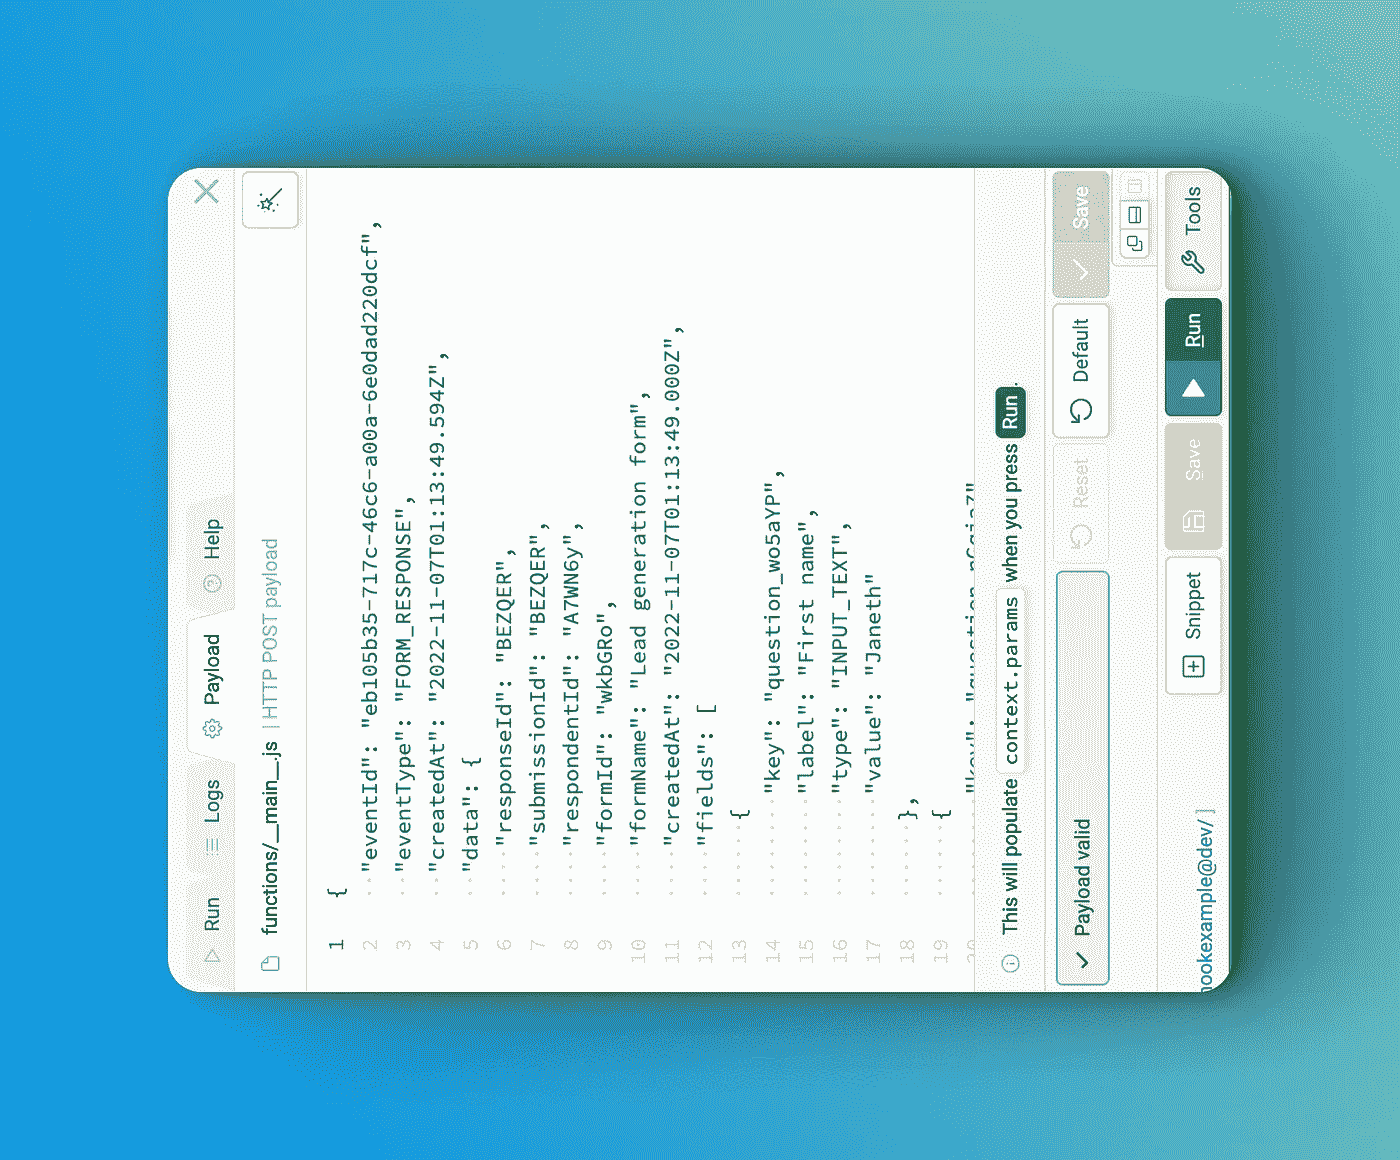 Run Logs Payload Help
functions/__main__.js | HTTP POST payload
1 {
2 "eventId": "eb105b35-717c-46c6-a00a-6e0dad220dcf",
3 "eventType": "FORM_RESPONSE",
4 "createdAt": "2022-11-07T01:13:49.594Z",
5 "data": {
6 "responseId": "BEZQER",
7 "submissionId": "BEZQER",
8 "respondentId": "A7WN6y",
9 "formId": "wkbGRo",
10 "formName": "Lead generation form",
11 "createdAt": "2022-11-07T01:13:49.000Z",
12 "fields": [
13 {
14 "key": "question_wo5aYP",
15 "label": "First name",
16 "type": "INPUT_TEXT",
17 "value": "Janeth"
18 },
19 {
20 "key":
This will populate context.params when you press Run.
Payload valid Reset Default Save
hookexample@dev/ ] Snippet Save Run Tools